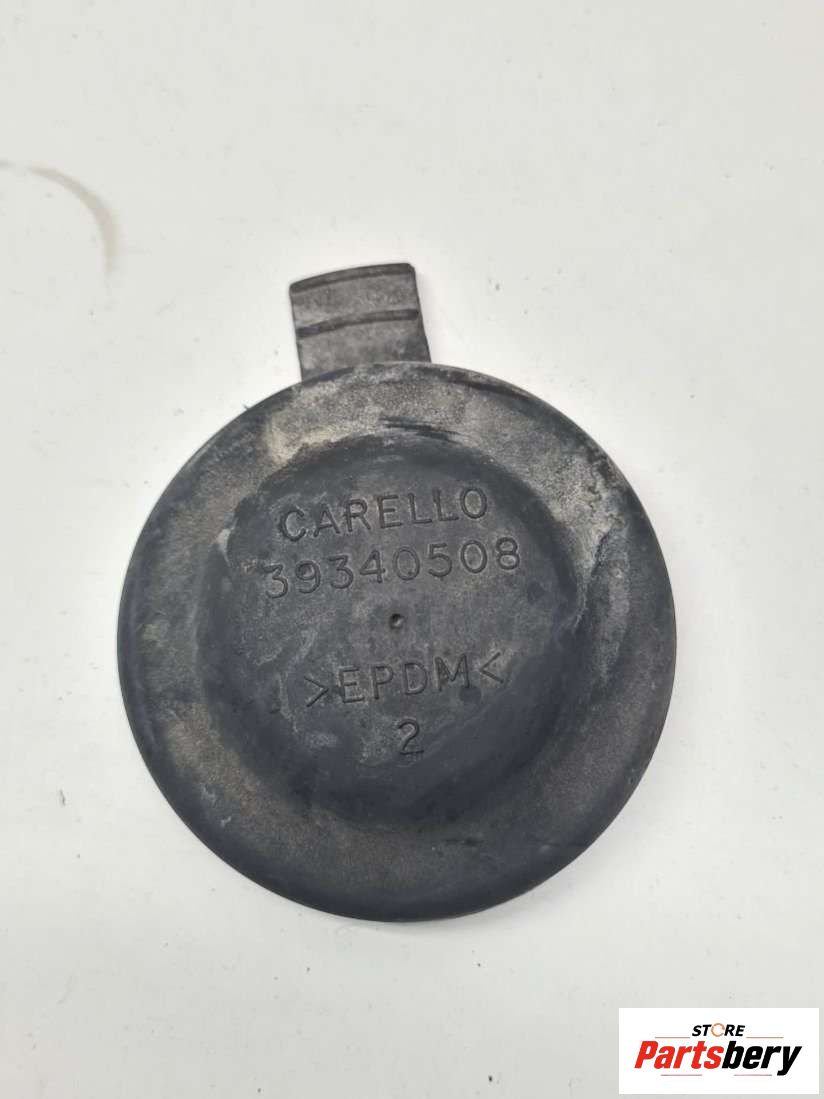 CARELLO
39340508
>EPDM<
2
STORE
Partsbery